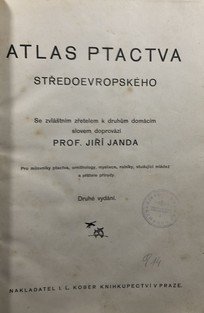 ATLAS PTACTVA
STŘEDOEVROPSKÉHO
Se zvláštním zřetelem k druhům domácím
slovem doprovází
PROF. JIŘÍ JANDA
Pro milovníky ptactva, ornithology, myslivce, rolníky, studující mládež
a přátele přírody.
Druhé vydání.
NAKLADATEL I. L. KOBER KNIHKUPECTVÍ V PRAZE.